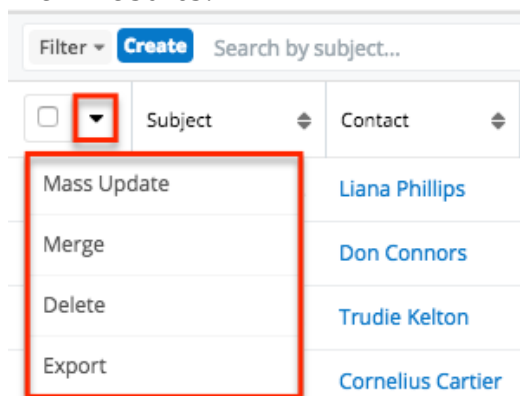 Filter Create Search by subject...
Subject Contact
Mass Update Liana Phillips
Merge Don Connors
Delete Trudie Kelton
Export Cornelius Cartier